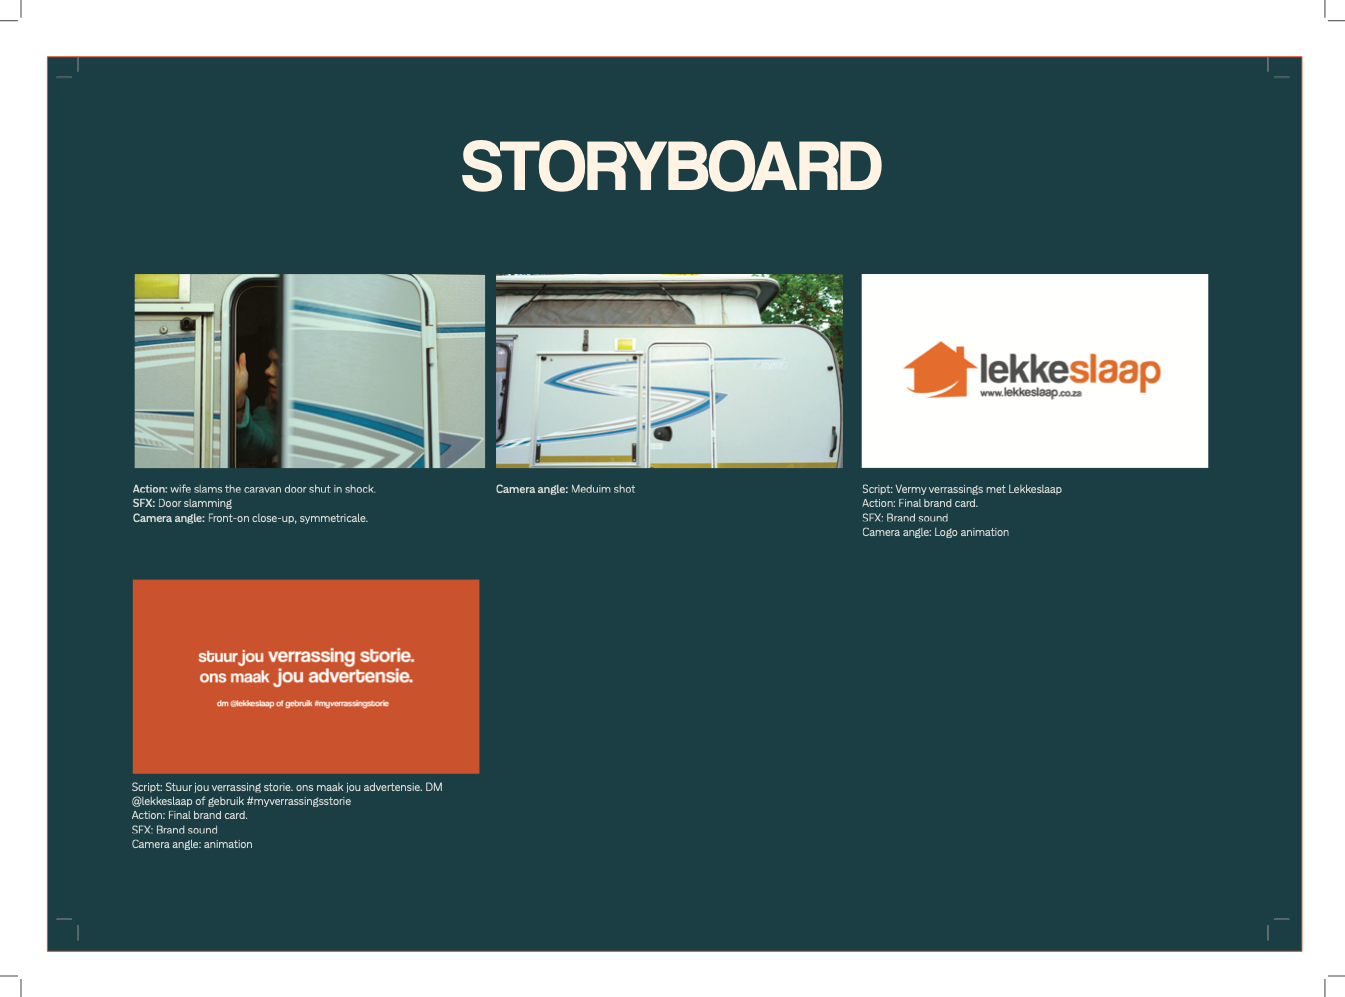 STORYBOARD
lekkeslaap
www.lekkeslaap.co.za
Action: wife slams the caravan door shut in shock.
SFX: Door slamming
Camera angle: Front-on close-up, symmetricale.
Camera angle: Meduim shot
Script: Vermy verrassings met Lekkeslaap
Action: Final brand card.
SFX: Brand sound
Camera angle: Logo animation
stuur jou verrassing storie.
ons maak jou advertensie.
dm @lekkeslaap of gebruik #myverrassingstorie
Script: Stuur jou verrassing storie. ons maak jou advertensie. DM
@lekkeslaap of gebruik #myverrassingsstorie
Action: Final brand card.
SFX: Brand sound
Camera angle: animation